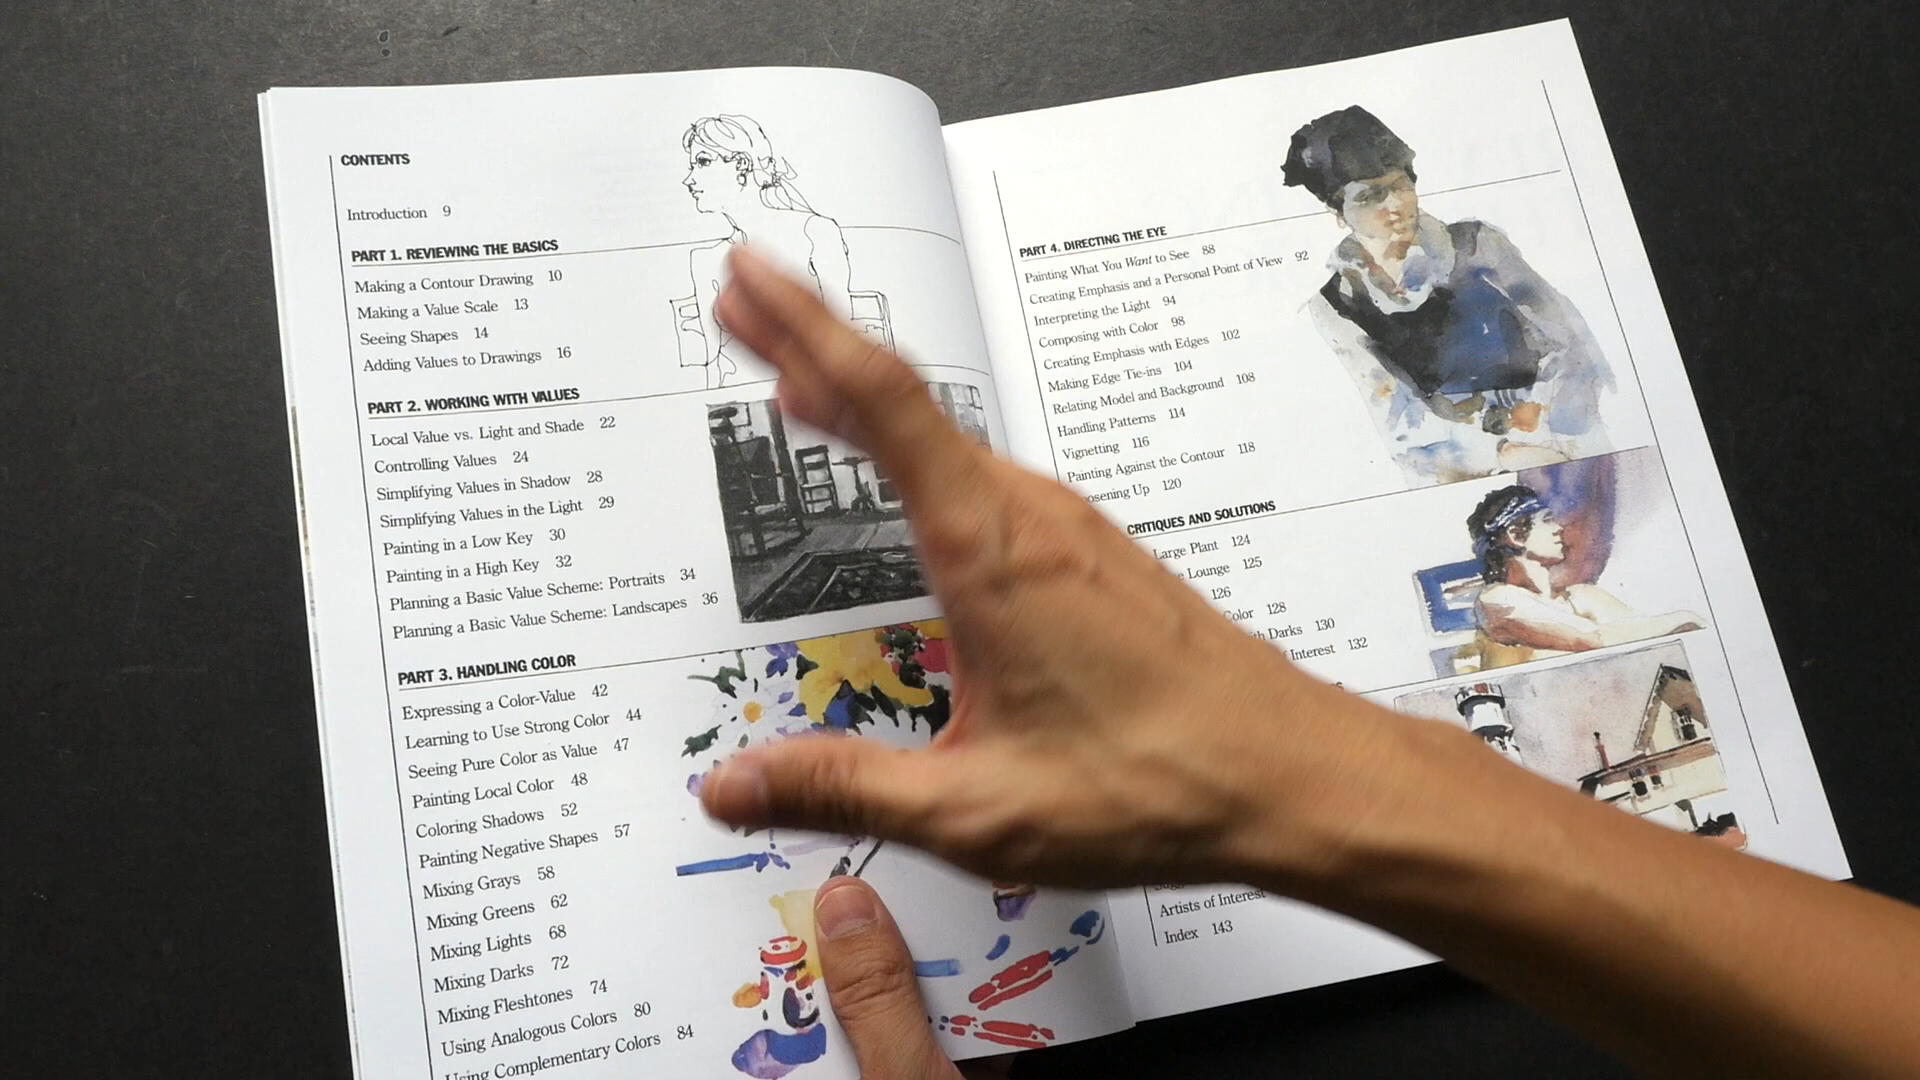 CONTENTS
Introduction 9
PART 1. REVIEWING THE BASICS
Making a Contour Drawing 10
Making a Value Scale 13
Seeing Shapes 14
Adding Values to Drawings 16
PART 2. WORKING WITH VALUES
Local Value vs. Light and Shade 22
Controlling Values 24
Simplifying Values in Shadow 28
Simplifying Values in the Light 29
Painting in a Low Key 30
Painting in a High Key 32
Planning a Basic Value Scheme: Portraits 34
Planning a Basic Value Scheme: Landscapes 36
PART 3. HANDLING COLOR
Expressing a Color-Value 42
Learning to Use Strong Color 44
Seeing Pure Color as Value 47
Painting Local Color 48
Coloring Shadows 52
Painting Negative Shapes 57
Mixing Grays 58
Mixing Greens 62
Mixing Lights 68
Mixing Darks 72
Mixing Fleshtones 74
Using Analogous Colors 80
Using Complementary Colors 84
PART 4. DIRECTING THE EYE
Painting What You Want to See 88
Creating Emphasis and a Personal Point of View 92
Interpreting the Light 94
Composing with Color 98
Creating Emphasis with Edges 102
Making Edge Tie-ins 104
Relating Model and Background 108
Handling Patterns 114
Vignetting 116
Painting Against the Contour 118
Up 120
CRITIQUES AND SOLUTIONS
Large Plant 124
Lounge 125
126
Color 128
Darks 130
Interest 132
Artists of Interest
Index 143